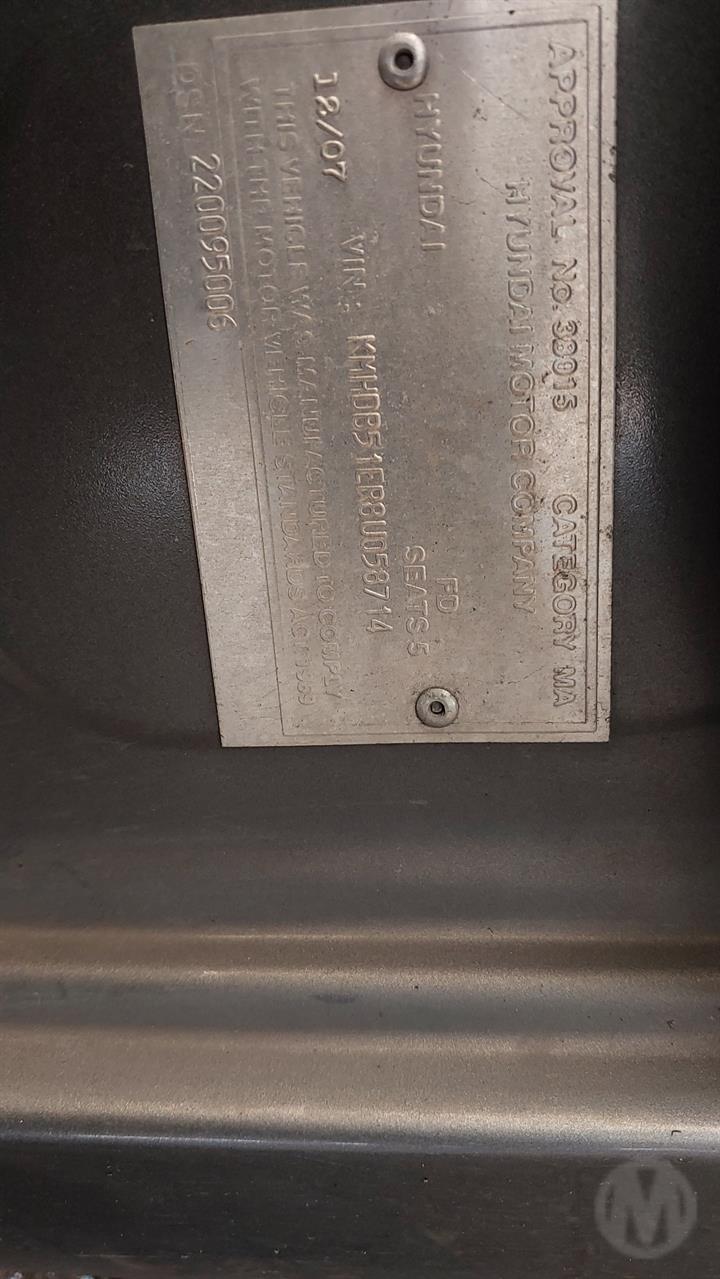 APPROVAL No: CATEGORY MA
HYUNDAI MOTOR COMPANY
FD
HYUNDAI SEATS 5
12/07 VIN: KMHDB51ER8U058714
THIS VEHICLE WAS MANUFACTURED TO COMPLY
WITH THE MOTOR VEHICLE STANDARDS ACT 1989
DSN 220095006
M